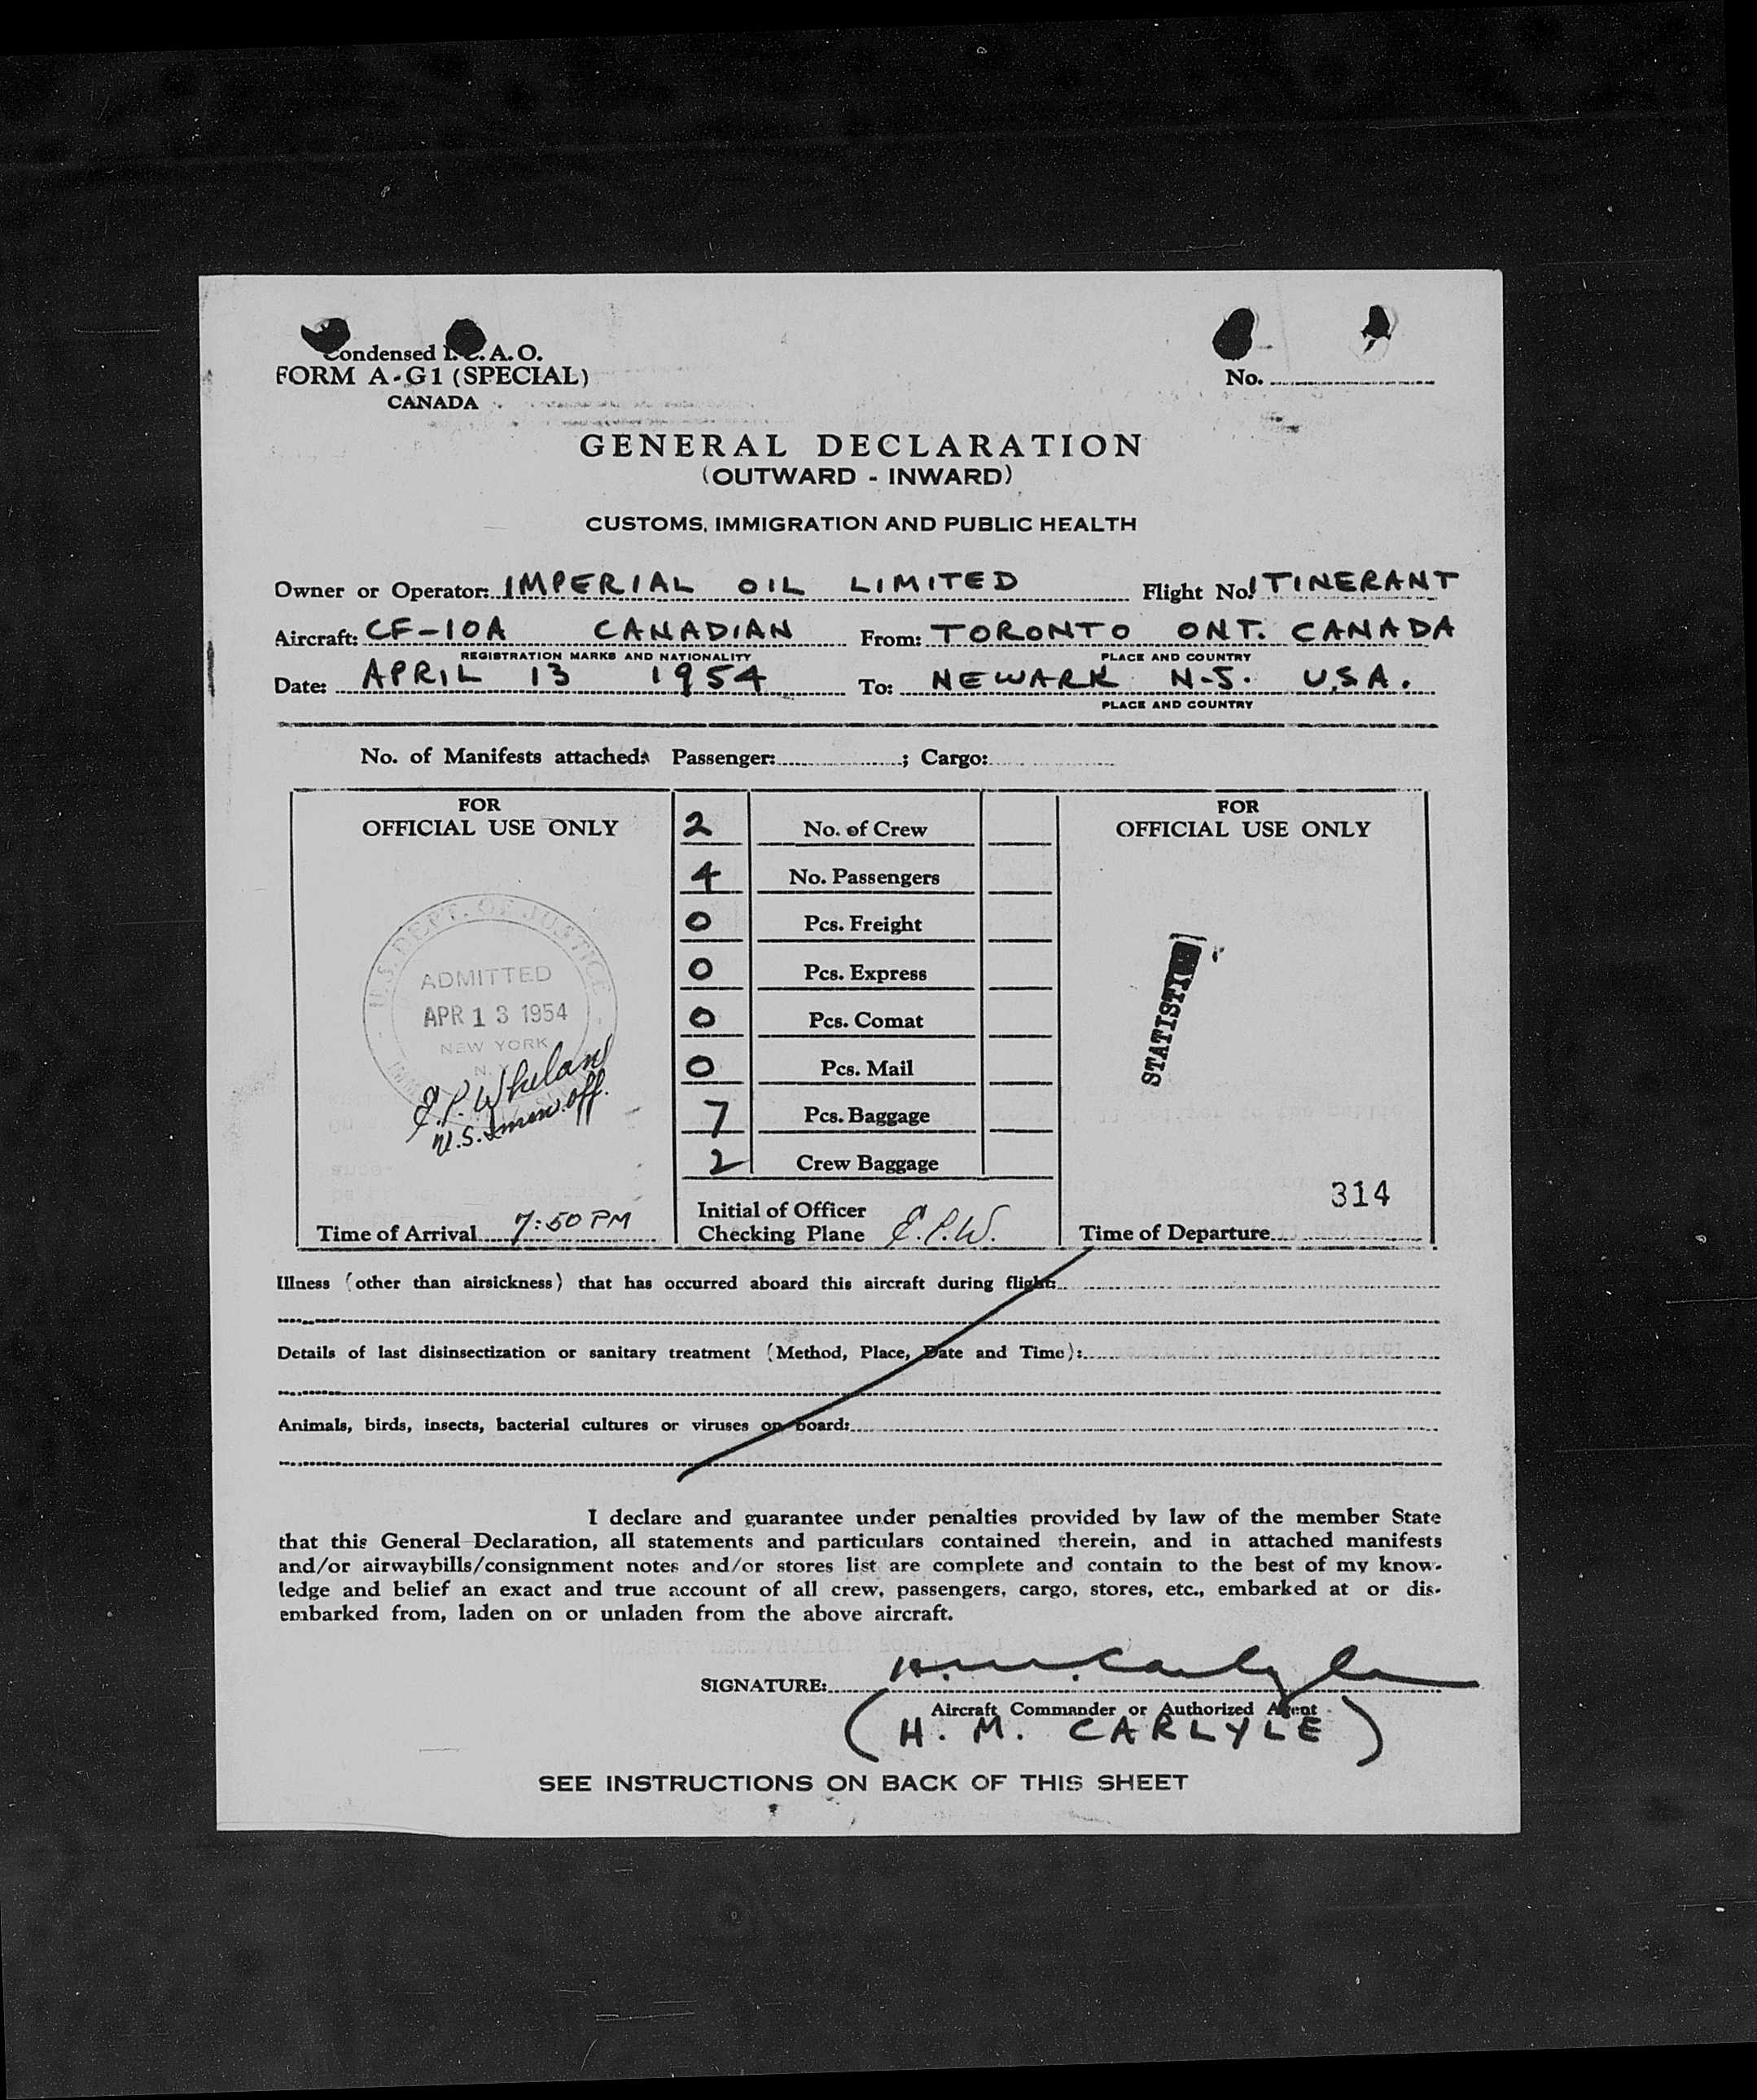 Condensed I.C.A.O.
FORM A-G1 (SPECIAL)
CANADA
No.
GENERAL DECLARATION
(OUTWARD - INWARD)
CUSTOMS, IMMIGRATION AND PUBLIC HEALTH
Owner or Operator: IMPERIAL OIL LIMITED Flight No. ITINERANT
Aircraft: CF-IOA CANADIAN From: TORONTO ONT. CANADA
REGISTRATION MARKS AND NATIONALITY PLACE AND COUNTRY
Date: APRIL 13 1954 To: NEWARK N.J. U.S.A.
PLACE AND COUNTRY
No. of Manifests attached: Passenger: ; Cargo:
FOR
OFFICIAL USE ONLY
U.S. DEPT. OF JUSTICE
ADMITTED
APR 13 1954
NEW YORK
N.
E.P. Whelan
U.S. Immn. off.
Time of Arrival 7:50 PM
2 No. of Crew
4 No. Passengers
0 Pcs. Freight
0 Pcs. Express
0 Pcs. Comat
0 Pcs. Mail
7 Pcs. Baggage
2 Crew Baggage
Initial of Officer
Checking Plane E.P.W.
FOR
OFFICIAL USE ONLY
314
Time of Departure
Illness (other than airsickness) that has occurred aboard this aircraft during flight:
Details of last disinsectization or sanitary treatment (Method, Place, Date and Time):
Animals, birds, insects, bacterial cultures or viruses on board:
I declare and guarantee under penalties provided by law of the member State
that this General Declaration, all statements and particulars contained therein, and in attached manifests
and/or airwaybills/consignment notes and/or stores list are complete and contain to the best of my know-
ledge and belief an exact and true account of all crew, passengers, cargo, stores, etc., embarked at or dis-
embarked from, laden on or unladen from the above aircraft.
SIGNATURE: H. M. Carlyle
Aircraft Commander or Authorized Agent
(H. M. CARLYLE)
SEE INSTRUCTIONS ON BACK OF THIS SHEET